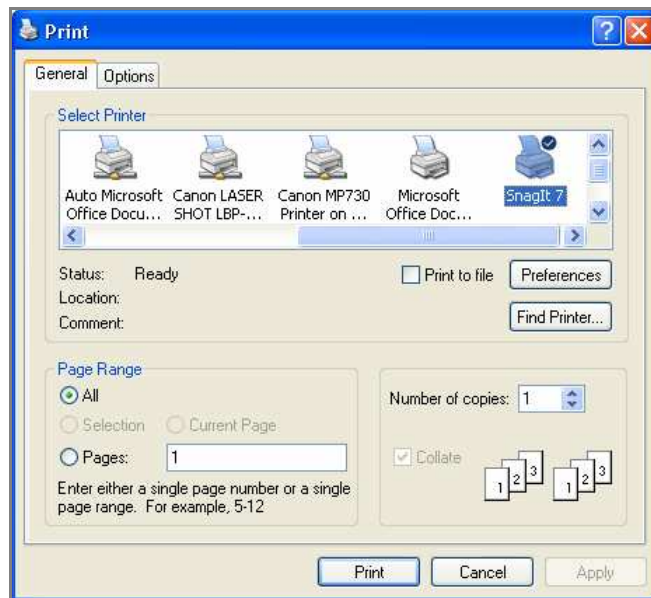 Print
General Options
Select Printer
Auto Microsoft Office Docu...
Canon LASER SHOT LBP-...
Canon MP730 Printer on ...
Microsoft Office Doc...
SnagIt 7
Status: Ready
Print to file
Preferences
Location:
Comment:
Find Printer...
Page Range
All
Selection Current Page
Pages: 1
Enter either a single page number or a single
page range. For example, 5-12
Number of copies: 1
Collate
1 2 3 1 2 3
Print Cancel Apply